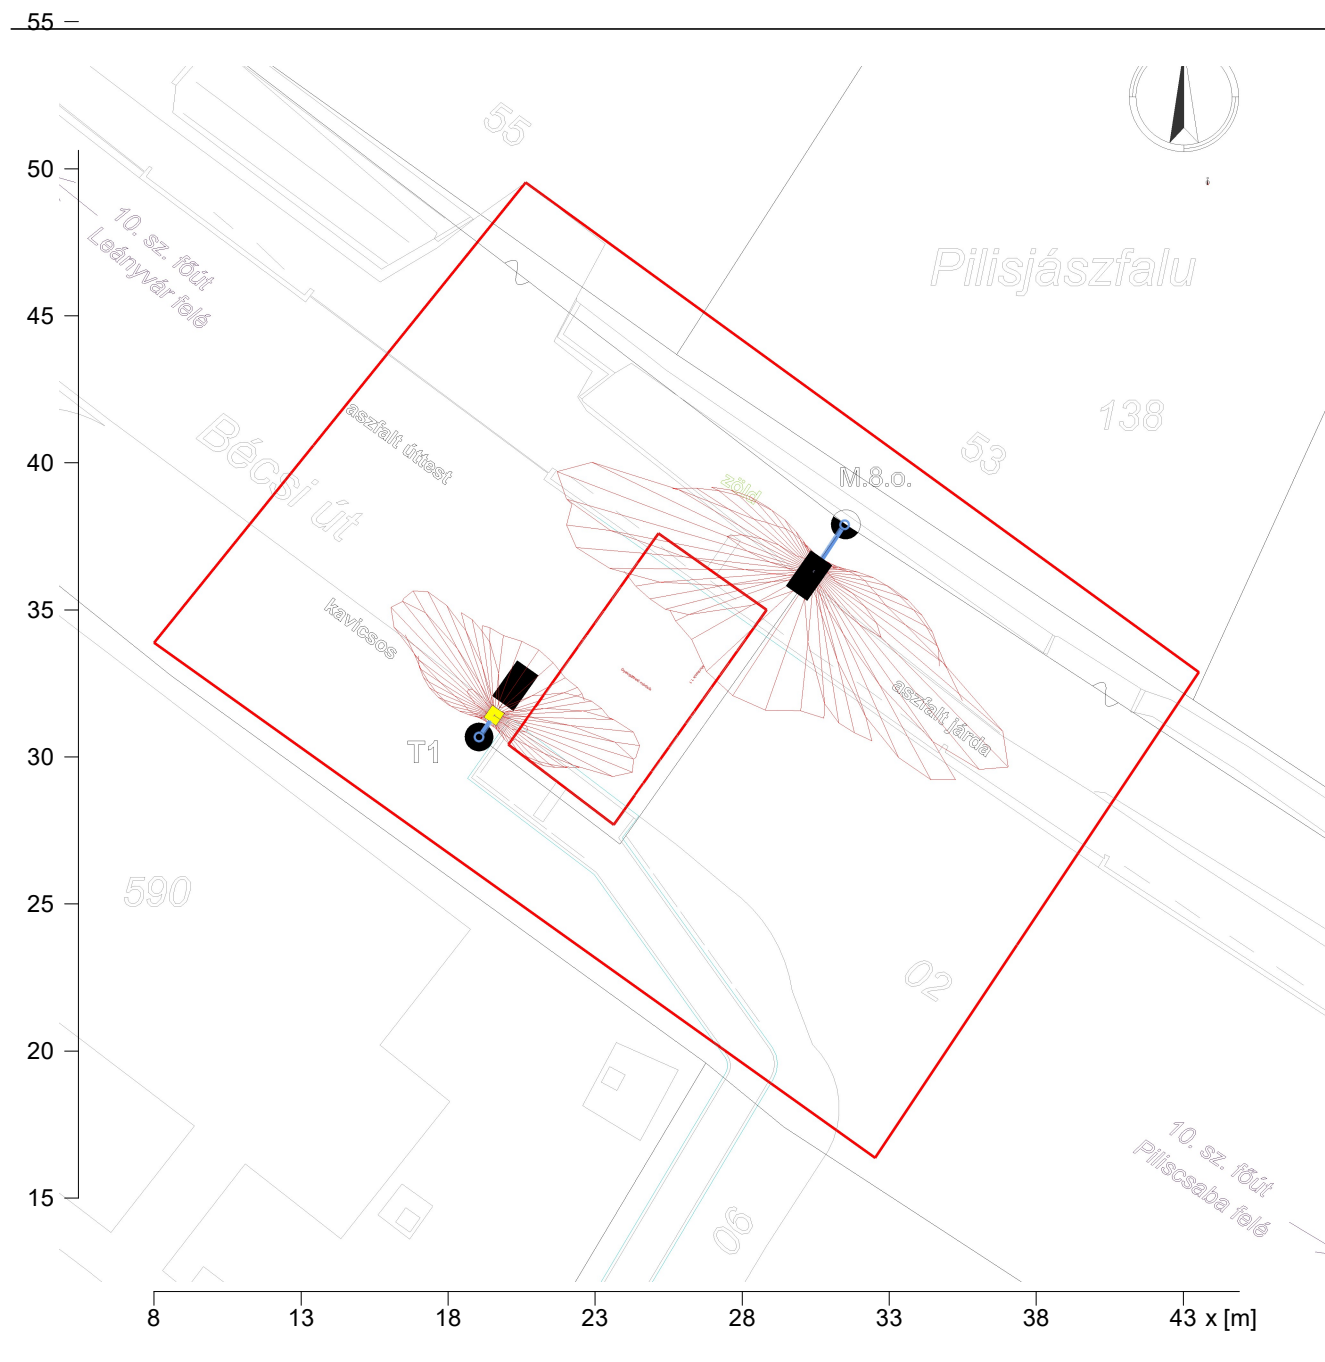 55
50
45
40
35
30
25
20
15
55
10. sz. főút
Leányvár felé
Pilisjászfalu
138
53
M.8.o.
zöld
aszfalt úttest
Bécsi út
kavicsos
aszfalt járda
T1
590
02
06
10. sz. főút
Piliscsaba felé
8 13 18 23 28 33 38 43 x [m]